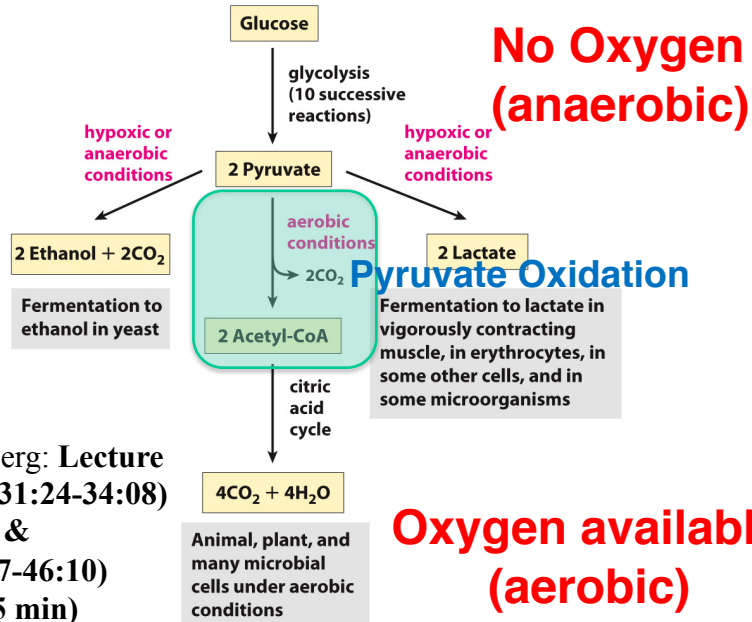 Glucose
No Oxygen
(anaerobic)
glycolysis
(10 successive
reactions)
hypoxic or
anaerobic
conditions
hypoxic or
anaerobic
conditions
2 Pyruvate
aerobic
conditions
2 Ethanol + 2CO₂
2 Lactate
2CO₂
Pyruvate Oxidation
Fermentation to
ethanol in yeast
Fermentation to lactate in
vigorously contracting
muscle, in erythrocytes, in
some other cells, and in
some microorganisms
2 Acetyl-CoA
citric
acid
cycle
erg: Lecture
31:24-34:08)
&
7-46:10)
5 min)
4CO₂ + 4H₂O
Animal, plant, and
many microbial
cells under aerobic
conditions
Oxygen availabl
(aerobic)